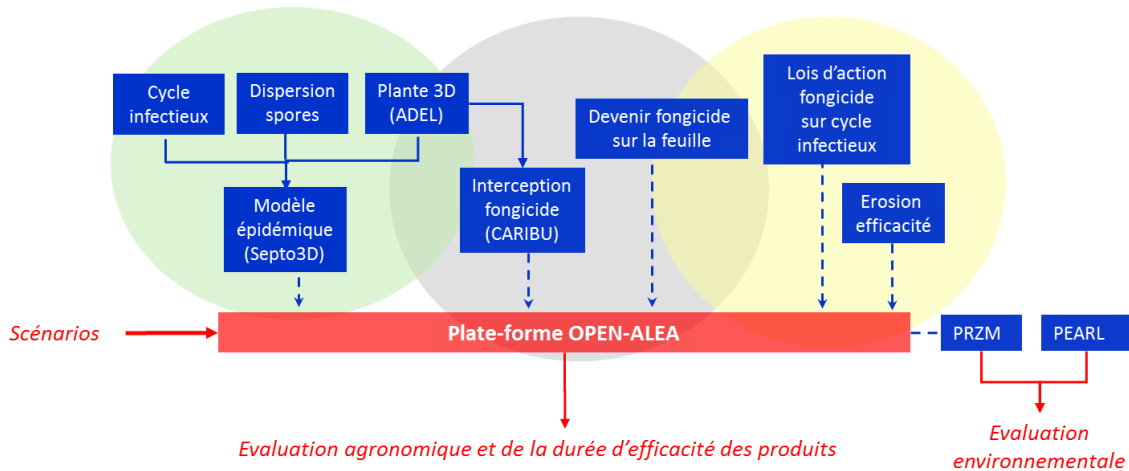 Cycle
infectieux
Dispersion
spores
Plante 3D
(ADEL)
Devenir fongicide
sur la feuille
Lois d'action
fongicide
sur cycle
infectieux
Modèle
épidémique
(Septo3D)
Interception
fongicide
(CARIBU)
Erosion
efficacité
Scénarios
Plate-forme OPEN-ALEA
PRZM
PEARL
Evaluation agronomique et de la durée d'efficacité des produits
Evaluation
environnementale